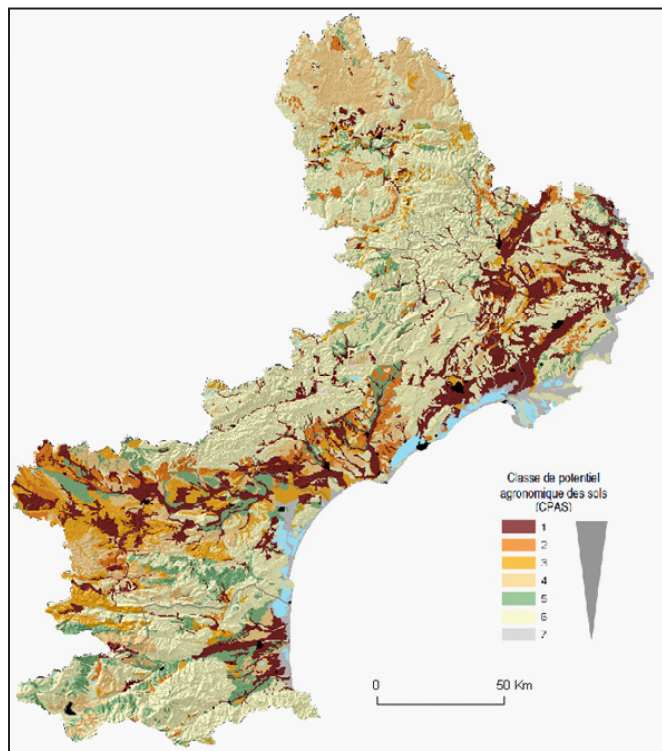 Classe de potentiel
agronomique des sols
(CPAS)
1
2
3
4
5
6
7
0
50 Km